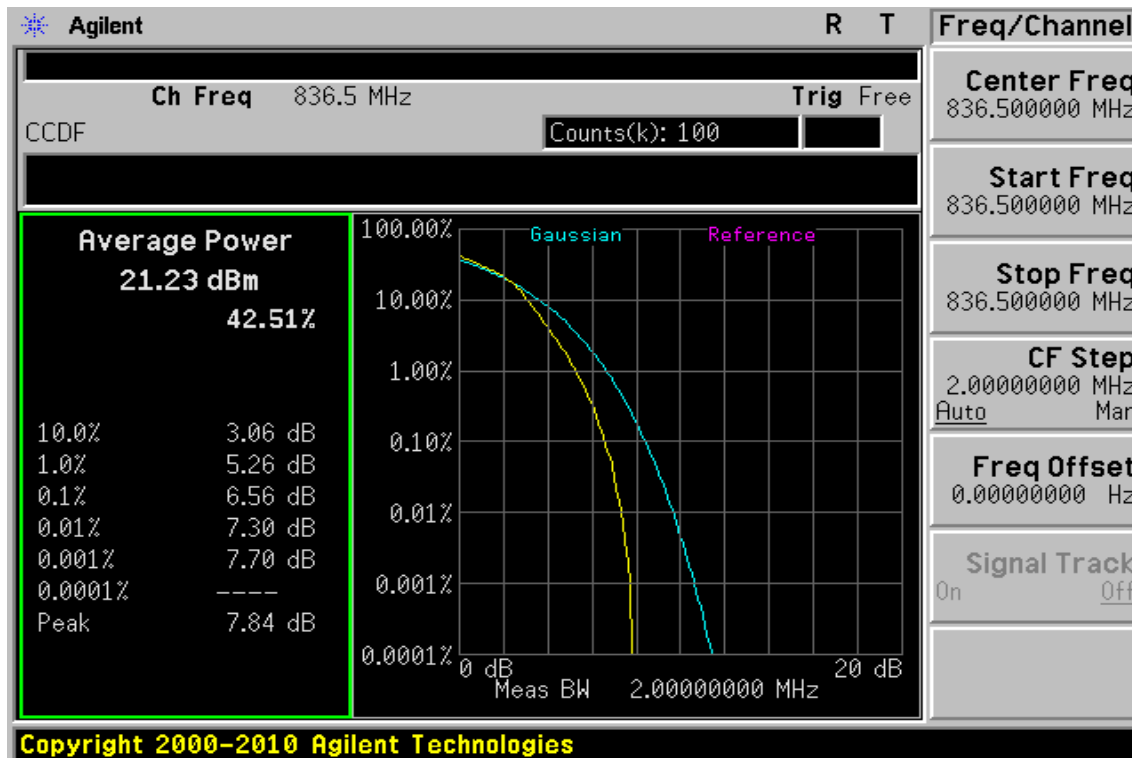 Agilent R T
Freq/Channel
Ch Freq 836.5 MHz Trig Free
CCDF Counts(k): 100
Average Power
21.23 dBm
42.51%
10.0% 3.06 dB
1.0% 5.26 dB
0.1% 6.56 dB
0.01% 7.30 dB
0.001% 7.70 dB
0.0001% ----
Peak 7.84 dB
Gaussian Reference
100.00%
10.00%
1.00%
0.10%
0.01%
0.001%
0.0001%
0 dB 20 dB
Meas BW 2.00000000 MHz
Center Freq
836.500000 MHz
Start Freq
836.500000 MHz
Stop Freq
836.500000 MHz
CF Step
2.00000000 MHz
Auto Man
Freq Offset
0.00000000 Hz
Signal Track
On Off
Copyright 2000-2010 Agilent Technologies